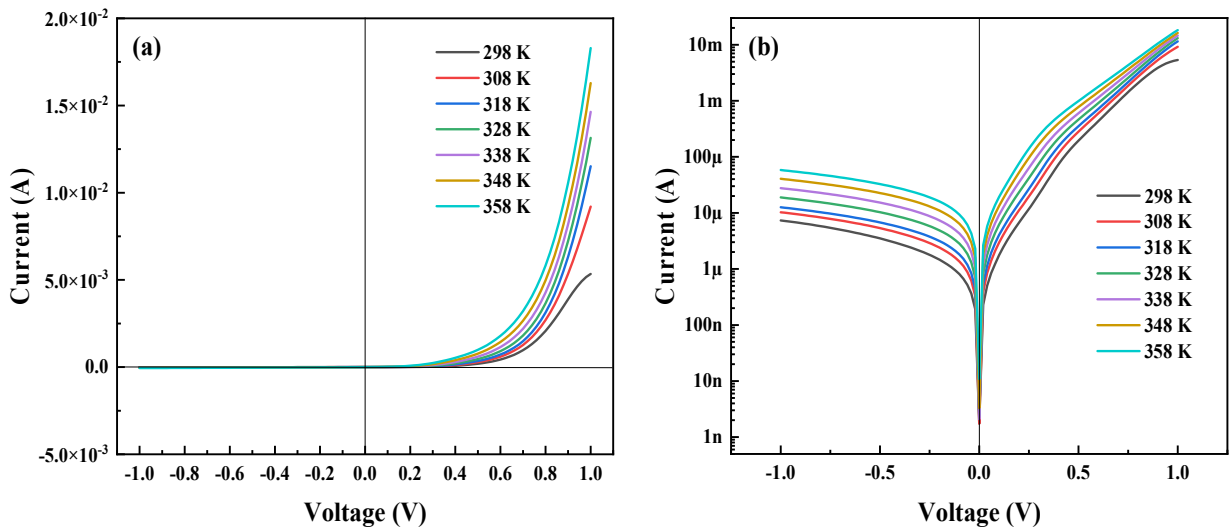 (a)
298 K
308 K
318 K
328 K
338 K
348 K
358 K
2.0×10⁻²
1.5×10⁻²
1.0×10⁻²
5.0×10⁻³
0.0
-5.0×10⁻³
Current (A)
-1.0 -0.8 -0.6 -0.4 -0.2 0.0 0.2 0.4 0.6 0.8 1.0
Voltage (V)
(b)
10m
1m
100µ
10µ
1µ
100n
10n
1n
Current (A)
298 K
308 K
318 K
328 K
338 K
348 K
358 K
-1.0 -0.5 0.0 0.5 1.0
Voltage (V)